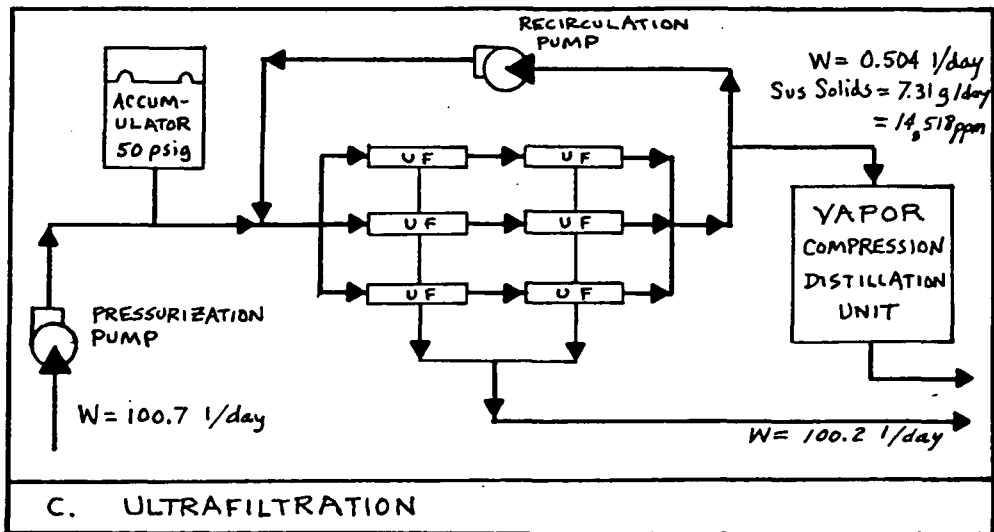 RECIRCULATION
PUMP
W= 0.504 l/day
Sus Solids = 7.31 g/day
= 14,518 ppm
ACCUM-
ULATOR
50 psig
UF UF
UF UF
UF UF
VAPOR
COMPRESSION
DISTILLATION
UNIT
PRESSURIZATION
PUMP
W= 100.7 l/day
W= 100.2 l/day
C. ULTRAFILTRATION